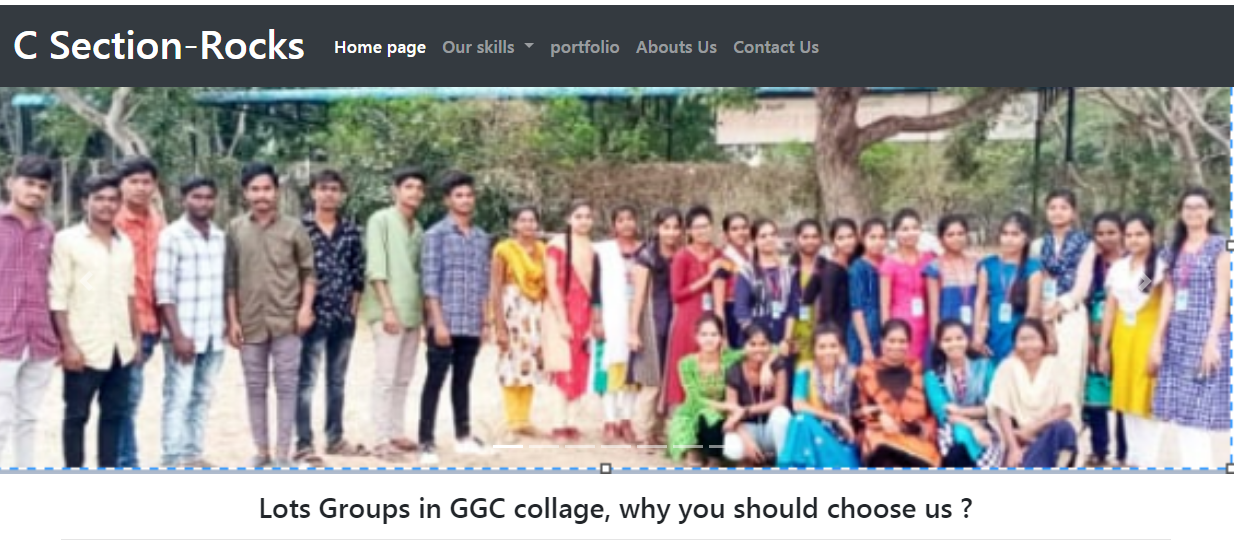 C Section-Rocks Home page Our skills portfolio Abouts Us Contact Us
Lots Groups in GGC collage, why you should choose us ?